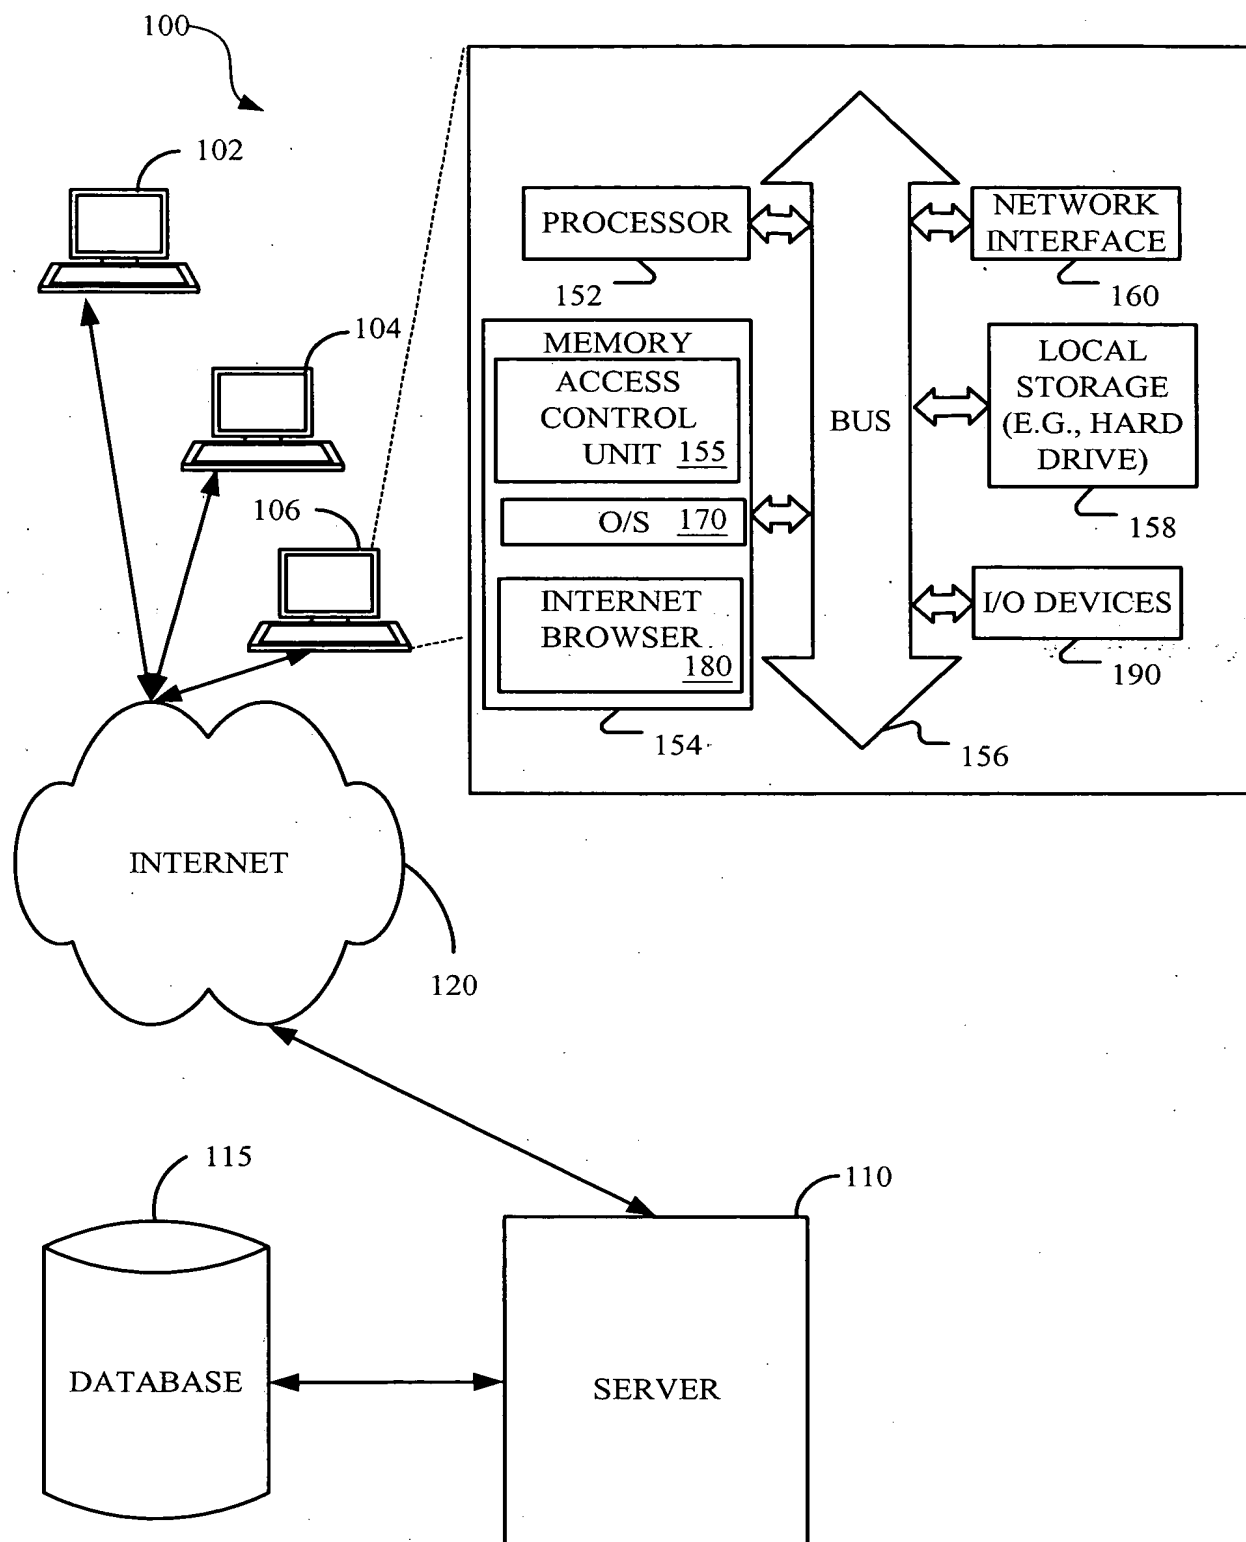 100
102
104
106
PROCESSOR
152
NETWORK
INTERFACE
160
MEMORY
ACCESS
CONTROL
UNIT 155
O/S 170
INTERNET
BROWSER
180
154
BUS
156
LOCAL
STORAGE
(E.G., HARD
DRIVE)
158
I/O DEVICES
190
INTERNET
120
115
DATABASE
110
SERVER